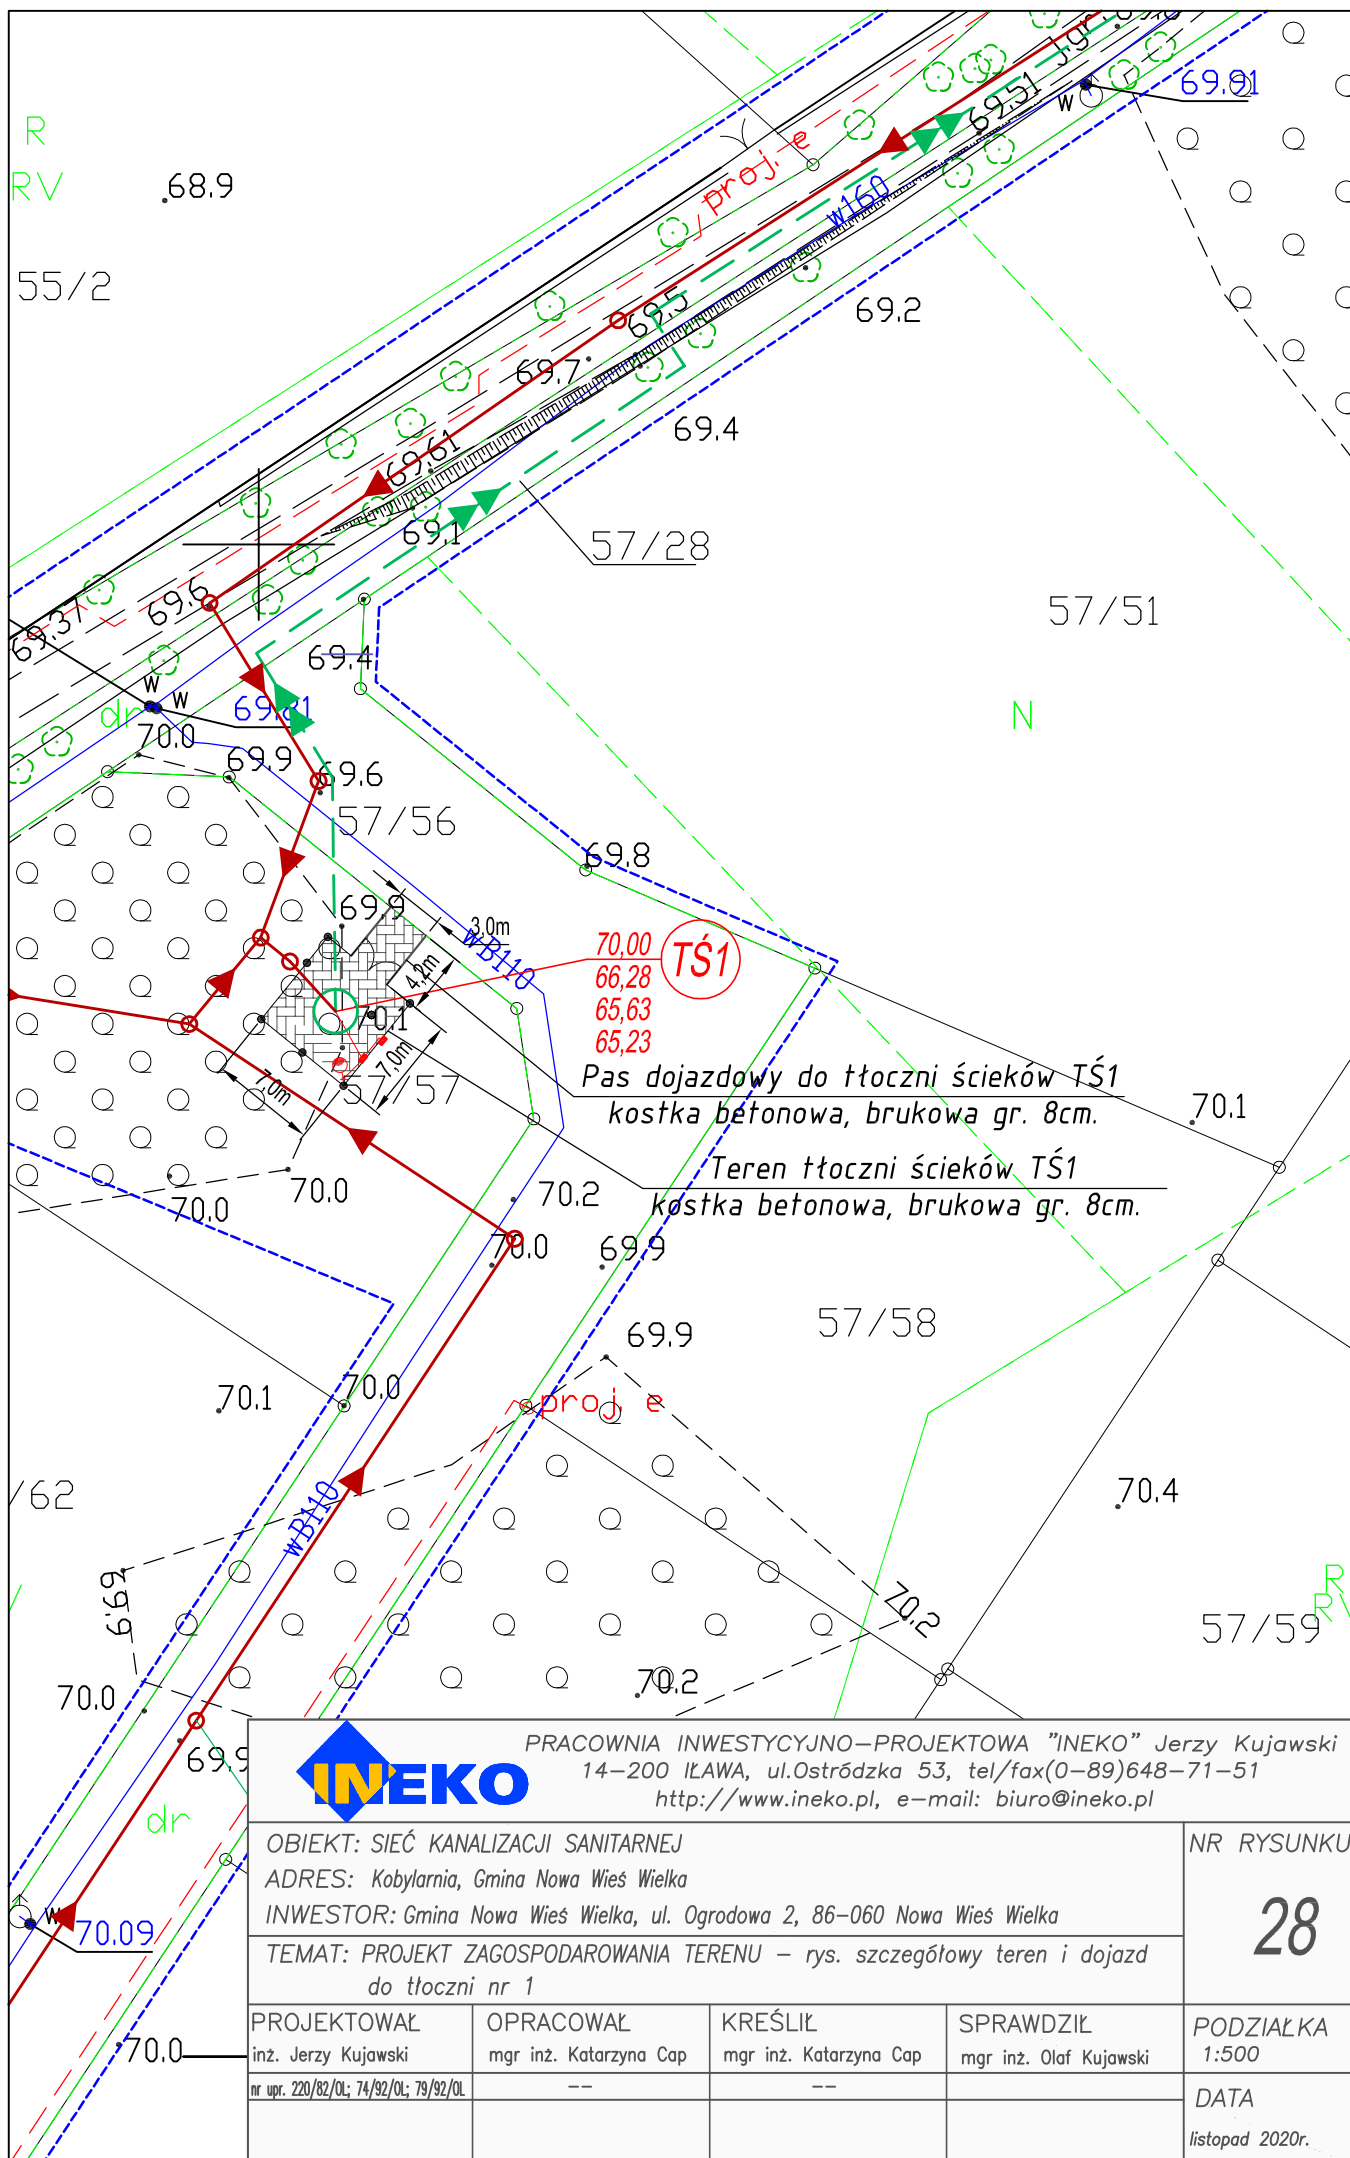 R
RV
68.9
55/2
dr
proj. e
w160
69.51
69.91
w
69.2
69.5
69.7
69.4
69.61
69.1
57/28
57/51
N
69.37
69.6
69.4
w
w
69.81
70.0
69.9
69.6
57/56
69.8
69.9
3,0m
wB110
4,2m
70,00
66,28
65,63
65,23
TŚ1
70.1
7,0m
7,0m
57/57
Pas dojazdowy do tłoczni ścieków TŚ1
kostka betonowa, brukowa gr. 8cm.
70.1
Teren tłoczni ścieków TŚ1
kostka betonowa, brukowa gr. 8cm.
70.0
70.0
70.2
70.0
69.9
57/58
69.9
70.1
70.0
proj. e
/62
wB110
70.4
69.9
R
57/59
70.2
70.2
70.0
69.9
dr
w
70.09
70.0
INEKO
PRACOWNIA INWESTYCYJNO-PROJEKTOWA "INEKO" Jerzy Kujawski
14-200 IŁAWA, ul.Ostródzka 53, tel/fax(0-89)648-71-51
http://www.ineko.pl, e-mail: biuro@ineko.pl
OBIEKT: SIEĆ KANALIZACJI SANITARNEJ
ADRES: Kobylarnia, Gmina Nowa Wieś Wielka
INWESTOR: Gmina Nowa Wieś Wielka, ul. Ogrodowa 2, 86-060 Nowa Wieś Wielka
NR RYSUNKU
28
TEMAT: PROJEKT ZAGOSPODAROWANIA TERENU - rys. szczegółowy teren i dojazd
do tłoczni nr 1
PROJEKTOWAŁ
inż. Jerzy Kujawski
nr upr. 220/82/OL; 74/92/OL; 79/92/OL
OPRACOWAŁ
mgr inż. Katarzyna Cap
--
KREŚLIŁ
mgr inż. Katarzyna Cap
--
SPRAWDZIŁ
mgr inż. Olaf Kujawski
PODZIAŁKA
1:500
DATA
listopad 2020r.